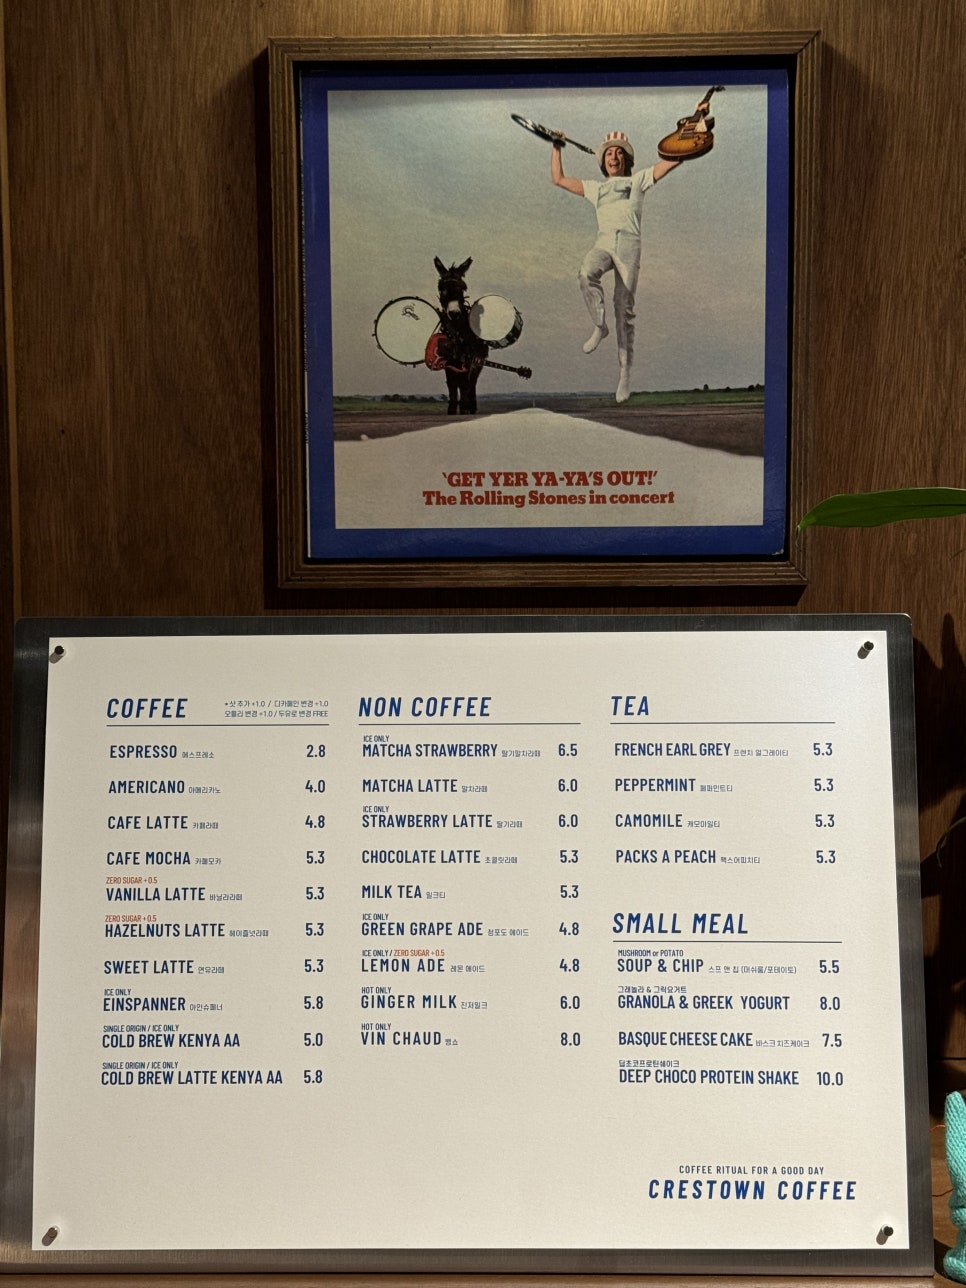 'GET YER YA-YA'S OUT!'
The Rolling Stones in concert
COFFEE
* 샷 추가 +1.0 / 디카페인 변경 +1.0
오틀리 변경 +1.0 / 두유로 변경 FREE
ESPRESSO 에스프레소 2.8
AMERICANO 아메리카노 4.0
CAFE LATTE 카페라떼 4.8
CAFE MOCHA 카페모카 5.3
ZERO SUGAR + 0.5
VANILLA LATTE 바닐라라떼 5.3
ZERO SUGAR + 0.5
HAZELNUTS LATTE 헤이즐넛라떼 5.3
SWEET LATTE 연유라떼 5.3
ICE ONLY
EINSPANNER 아인슈페너 5.8
SINGLE ORIGIN / ICE ONLY
COLD BREW KENYA AA 5.0
SINGLE ORIGIN / ICE ONLY
COLD BREW LATTE KENYA AA 5.8
NON COFFEE
ICE ONLY
MATCHA STRAWBERRY 딸기말차라떼 6.5
MATCHA LATTE 말차라떼 6.0
ICE ONLY
STRAWBERRY LATTE 딸기라떼 6.0
CHOCOLATE LATTE 초콜릿라떼 5.3
MILK TEA 밀크티 5.3
ICE ONLY
GREEN GRAPE ADE 청포도 에이드 4.8
ICE ONLY / ZERO SUGAR + 0.5
LEMON ADE 레몬 에이드 4.8
HOT ONLY
GINGER MILK 진저밀크 6.0
HOT ONLY
VIN CHAUD 뱅쇼 8.0
TEA
FRENCH EARL GREY 프렌치 얼그레이티 5.3
PEPPERMINT 페퍼민트티 5.3
CAMOMILE 캐모마일티 5.3
PACKS A PEACH 팩스어피치티 5.3
SMALL MEAL
MUSHROOM or POTATO
SOUP & CHIP 스프 앤 칩 (머쉬룸/포테이토) 5.5
그래놀라 & 그릭요거트
GRANOLA & GREEK YOGURT 8.0
BASQUE CHEESE CAKE 바스크 치즈케이크 7.5
딥초코프로틴쉐이크
DEEP CHOCO PROTEIN SHAKE 10.0
COFFEE RITUAL FOR A GOOD DAY
CRESTOWN COFFEE